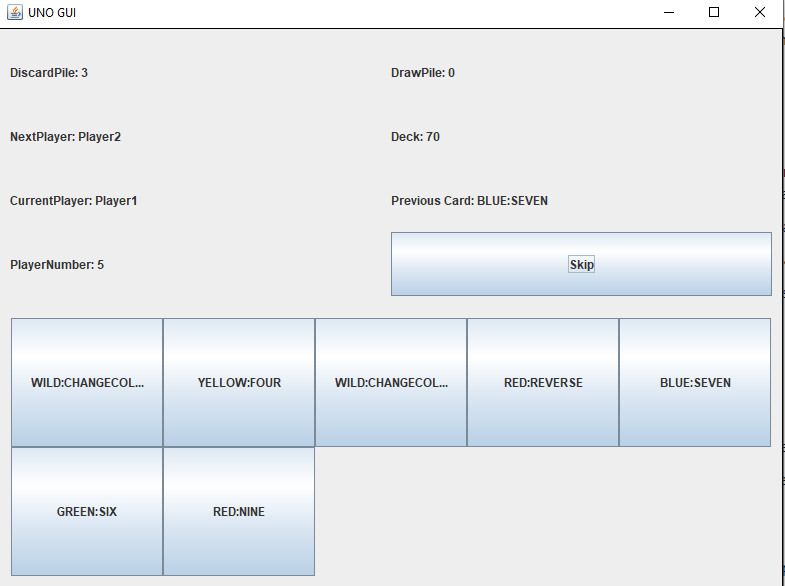 UNO GUI
DiscardPile: 3
DrawPile: 0
NextPlayer: Player2
Deck: 70
CurrentPlayer: Player1
Previous Card: BLUE:SEVEN
PlayerNumber: 5
Skip
WILD:CHANGECOL...
YELLOW:FOUR
WILD:CHANGECOL...
RED:REVERSE
BLUE:SEVEN
GREEN:SIX
RED:NINE